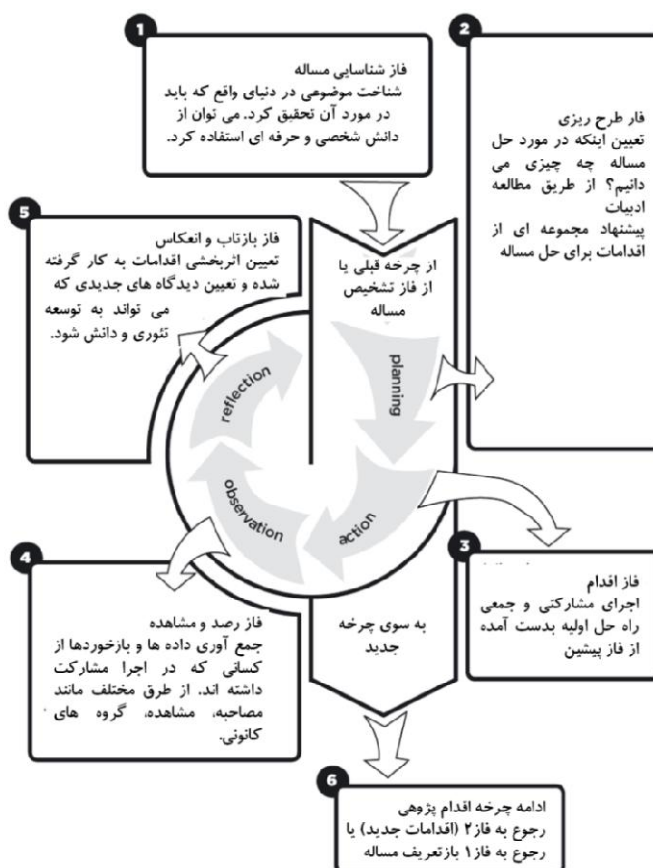 1
فاز شناسایی مساله
شناخت موضوعی در دنیای واقع که باید
در مورد آن تحقیق کرد. می توان از
دانش شخصی و حرفه ای استفاده کرد.
2
فار طرح ریزی
تعیین اینکه در مورد حل
مساله چه چیزی می
دانیم؟ از طریق مطالعه
ادبیات
پیشنهاد مجموعه ای از
اقدامات برای حل مساله
5
فاز بازتاب و انعکاس
تعیین اثربخشی اقدامات به کار گرفته
شده و تعیین دیدگاه های جدیدی که
می تواند به توسعه
تئوری و دانش شود.
از چرخه قبلی یا
از فاز تشخیص
مساله
planning
action
observation
reflection
3
فاز اقدام
اجرای مشارکتی و جمعی
راه حل اولیه بدست آمده
از فاز پیشین
4
فاز رصد و مشاهده
جمع آوری داده ها و بازخوردها از
کسانی که در اجرا مشارکت
داشته اند. از طرق مختلف مانند
مصاحبه، مشاهده، گروه های
کانونی.
به سوی چرخه
جدید
6
ادامه چرخه اقدام پژوهی
رجوع به فاز۲ (اقدامات جدید) یا
رجوع به فاز۱ بازتعریف مساله